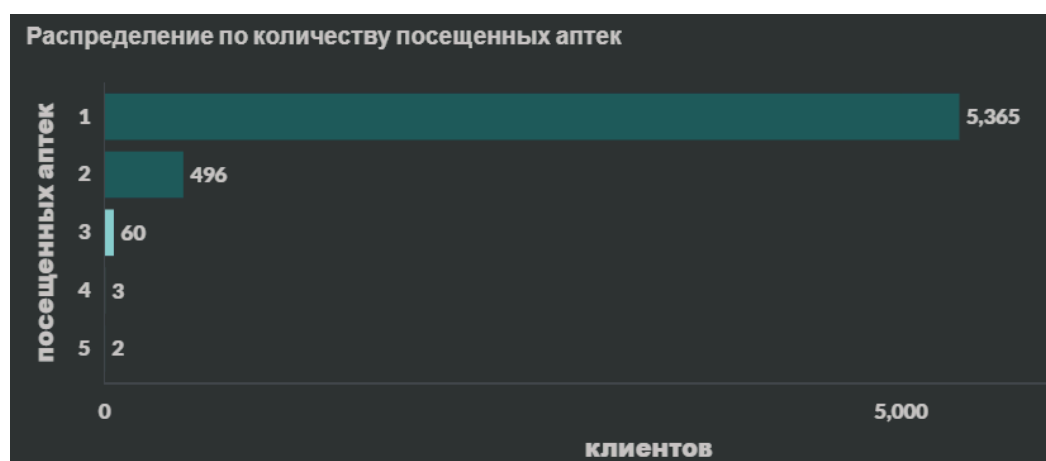 Распределение по количеству посещенных аптек
посещенных аптек
1 5,365
2 496
3 60
4 3
5 2
0 5,000
клиентов